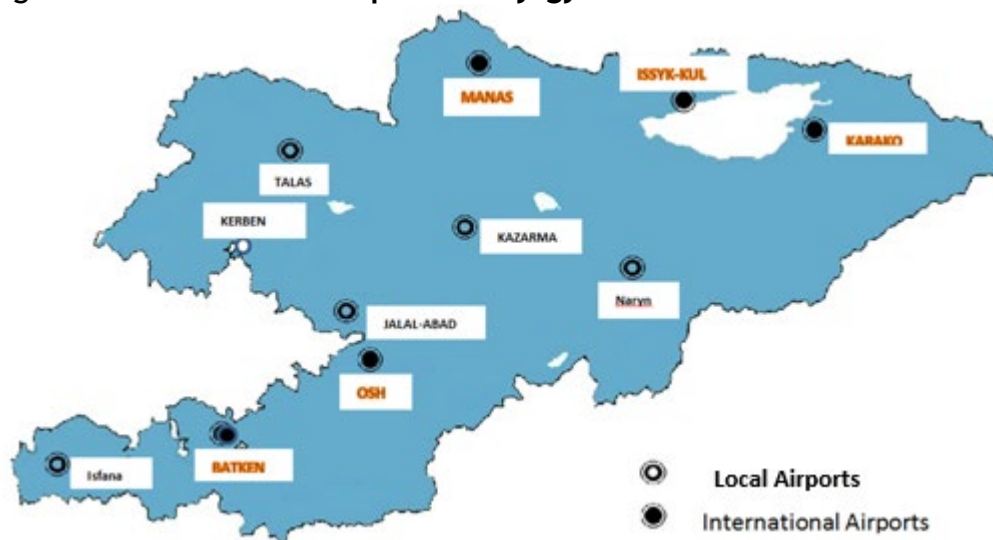 ISSYK-KUL
MANAS
KARAKO
TALAS
KERBEN
KAZARMA
Naryn
JALAL-ABAD
OSH
BATKEN
Isfana
Local Airports
International Airports